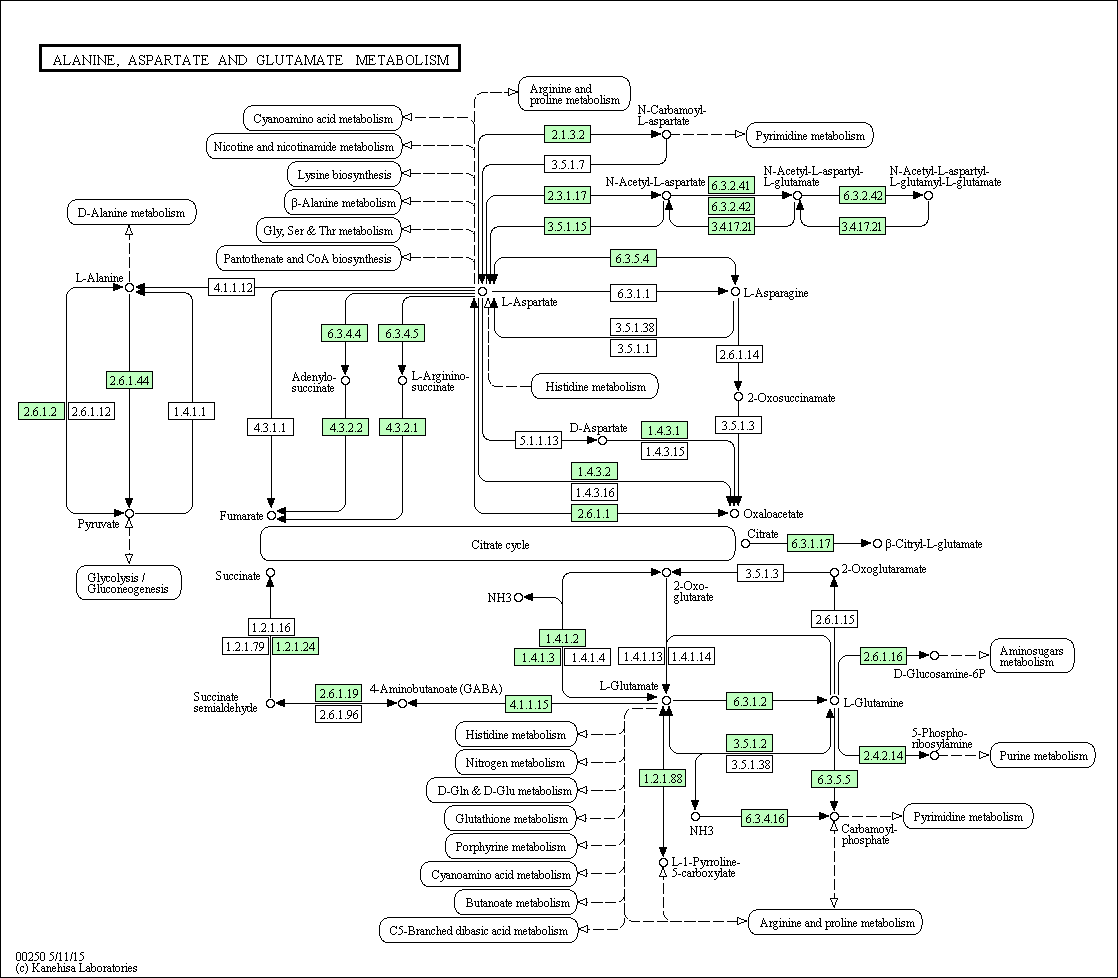 ALANINE, ASPARTATE AND GLUTAMATE METABOLISM
Arginine and
proline metabolism
Cyanoamino acid metabolism
Nicotine and nicotinamide metabolism
Lysine biosynthesis
β-Alanine metabolism
Gly, Ser & Thr metabolism
Pantothenate and CoA biosynthesis
N-Carbamoyl-
L-aspartate
2.1.3.2
Pyrimidine metabolism
3.5.1.7
N-Acetyl-L-aspartate
N-Acetyl-L-aspartyl-
L-glutamate
N-Acetyl-L-aspartyl-
L-glutamyl-L-glutamate
2.3.1.17
6.3.2.41
6.3.2.42
6.3.2.42
3.5.1.15
3.4.17.21
3.4.17.21
D-Alanine metabolism
L-Alanine
4.1.1.12
6.3.5.4
L-Aspartate
6.3.1.1
L-Asparagine
3.5.1.38
3.5.1.1
6.3.4.4
6.3.4.5
2.6.1.14
2.6.1.44
Adenylo-
succinate
L-Arginino-
succinate
Histidine metabolism
2-Oxosuccinamate
2.6.1.2
2.6.1.12
1.4.1.1
4.3.1.1
4.3.2.2
4.3.2.1
D-Aspartate
5.1.1.13
1.4.3.1
1.4.3.15
3.5.1.3
1.4.3.2
1.4.3.16
2.6.1.1
Pyruvate
Fumarate
Oxaloacetate
Citrate cycle
Citrate
6.3.1.17
β-Citryl-L-glutamate
Glycolysis /
Gluconeogenesis
Succinate
NH3
2-Oxo-
glutarate
3.5.1.3
2-Oxoglutaramate
1.2.1.16
1.2.1.79
1.2.1.24
1.4.1.2
1.4.1.3
1.4.1.4
1.4.1.13
1.4.1.14
2.6.1.15
2.6.1.16
D-Glucosamine-6P
Aminosugars
metabolism
Succinate
semialdehyde
2.6.1.19
2.6.1.96
4-Aminobutanoate (GABA)
4.1.1.15
L-Glutamate
6.3.1.2
L-Glutamine
Histidine metabolism
Nitrogen metabolism
D-Gln & D-Glu metabolism
Glutathione metabolism
Porphyrine metabolism
Cyanoamino acid metabolism
Butanoate metabolism
C5-Branched dibasic acid metabolism
3.5.1.2
3.5.1.38
5-Phospho-
ribosylamine
2.4.2.14
Purine metabolism
1.2.1.88
6.3.5.5
NH3
6.3.4.16
Carbamoyl-
phosphate
Pyrimidine metabolism
L-1-Pyrroline-
5-carboxylate
Arginine and proline metabolism
00250 5/11/15
(c) Kanehisa Laboratories